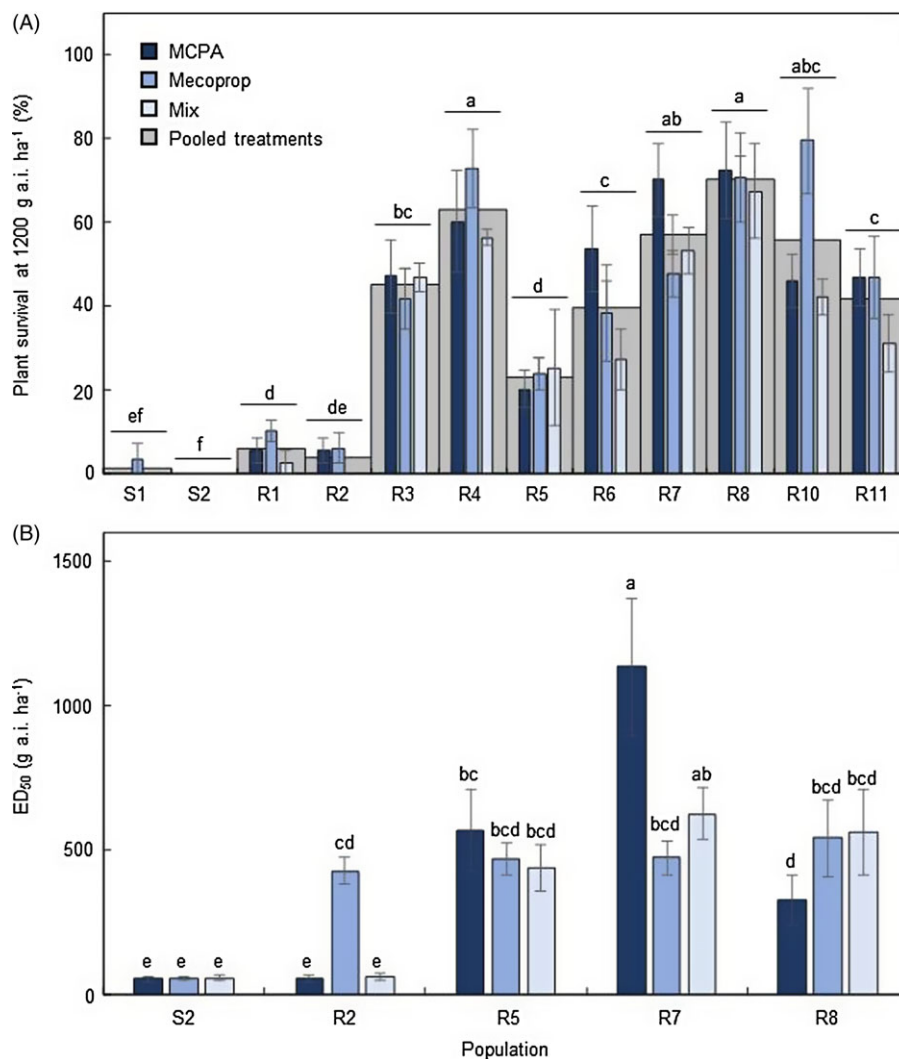 (A)
100
80
60
40
20
0
Plant survival at 1200 g a.i. ha⁻¹ (%)
MCPA
Mecoprop
Mix
Pooled treatments
ef
f
d
de
bc
a
d
c
ab
a
abc
c
S1 S2 R1 R2 R3 R4 R5 R6 R7 R8 R10 R11
(B)
1500
1000
500
0
ED₅₀ (g a.i. ha⁻¹)
e e e
e cd e
bc bcd bcd
a bcd ab
d bcd bcd
S2 R2 R5 R7 R8
Population